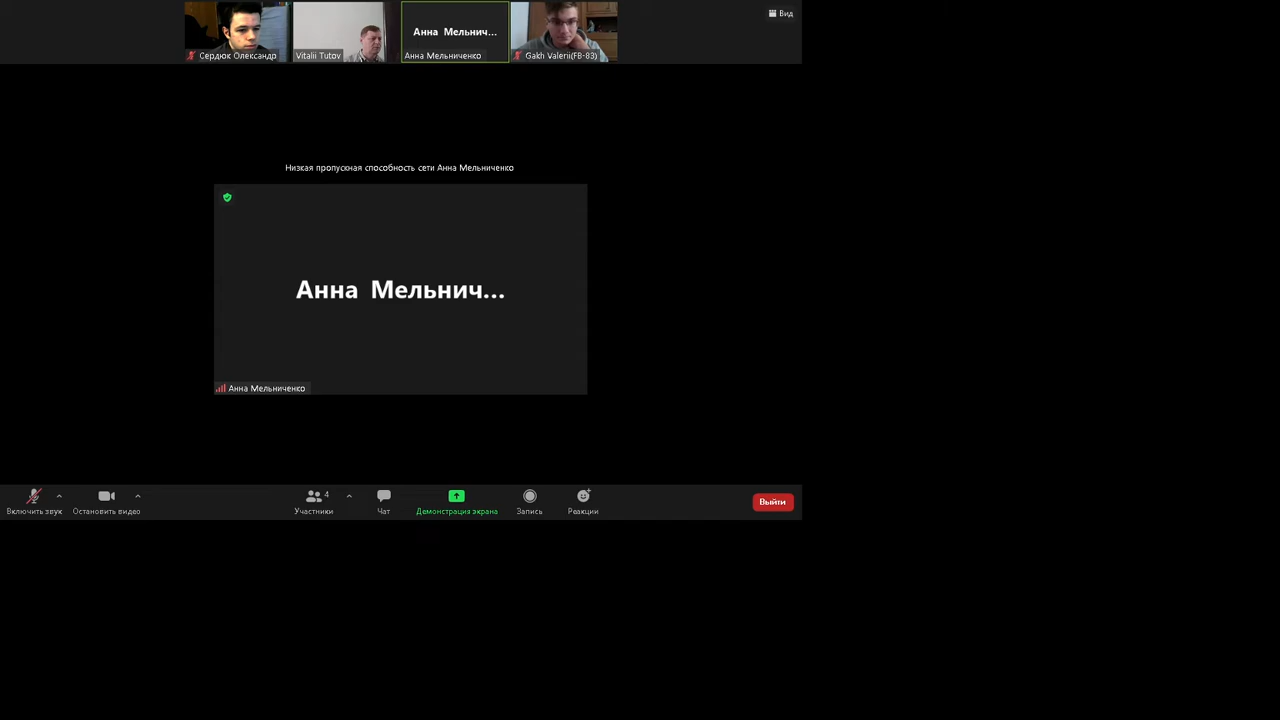 Анна Мельнич...
Вид
Сердюк Олександр
Vitalii Tutov
Анна Мельниченко
Gakh Valerii(FB-83)
Низкая пропускная способность сети Анна Мельниченко
Анна Мельнич...
Анна Мельниченко
4
Включить звук
Остановить видео
Участники
Чат
Демонстрация экрана
Запись
Реакции
Выйти